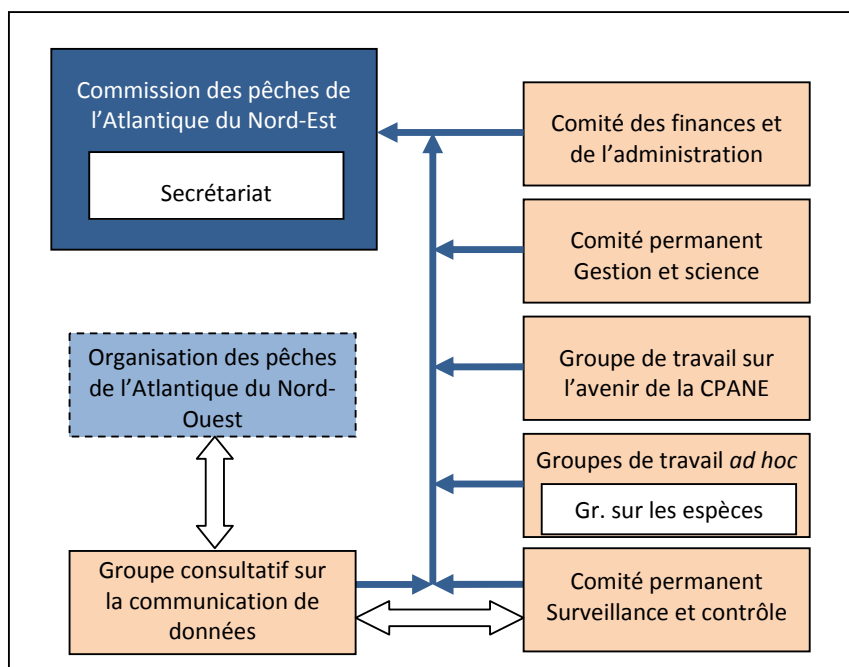 Commission des pêches de
l’Atlantique du Nord-Est
Secrétariat
Comité des finances et
de l’administration
Comité permanent
Gestion et science
Organisation des pêches
de l’Atlantique du Nord-
Ouest
Groupe de travail sur
l’avenir de la CPANE
Groupes de travail ad hoc
Gr. sur les espèces
Groupe consultatif sur
la communication de
données
Comité permanent
Surveillance et contrôle